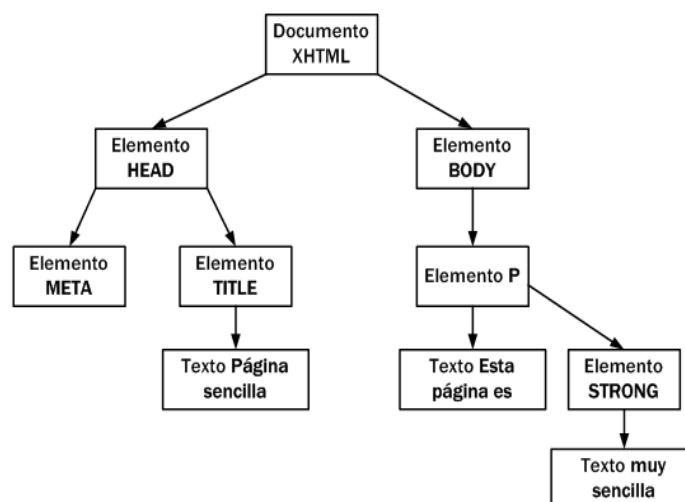 Documento
XHTML
Elemento
HEAD
Elemento
BODY
Elemento
META
Elemento
TITLE
Elemento P
Texto Página
sencilla
Texto Esta
página es
Elemento
STRONG
Texto muy
sencilla